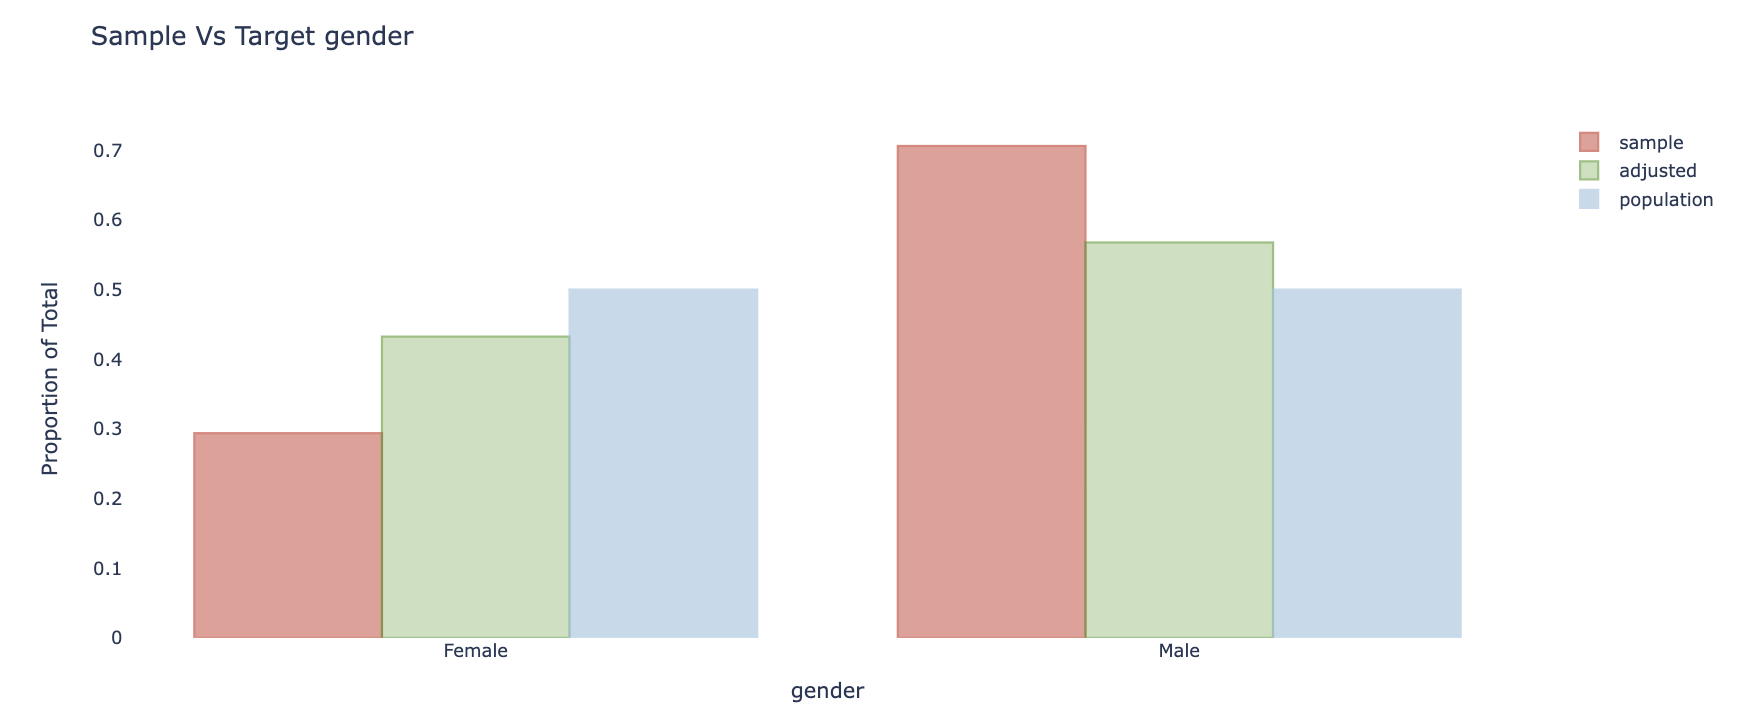 Sample Vs Target gender
sample
adjusted
population
Proportion of Total
0.7
0.6
0.5
0.4
0.3
0.2
0.1
0
Female
Male
gender